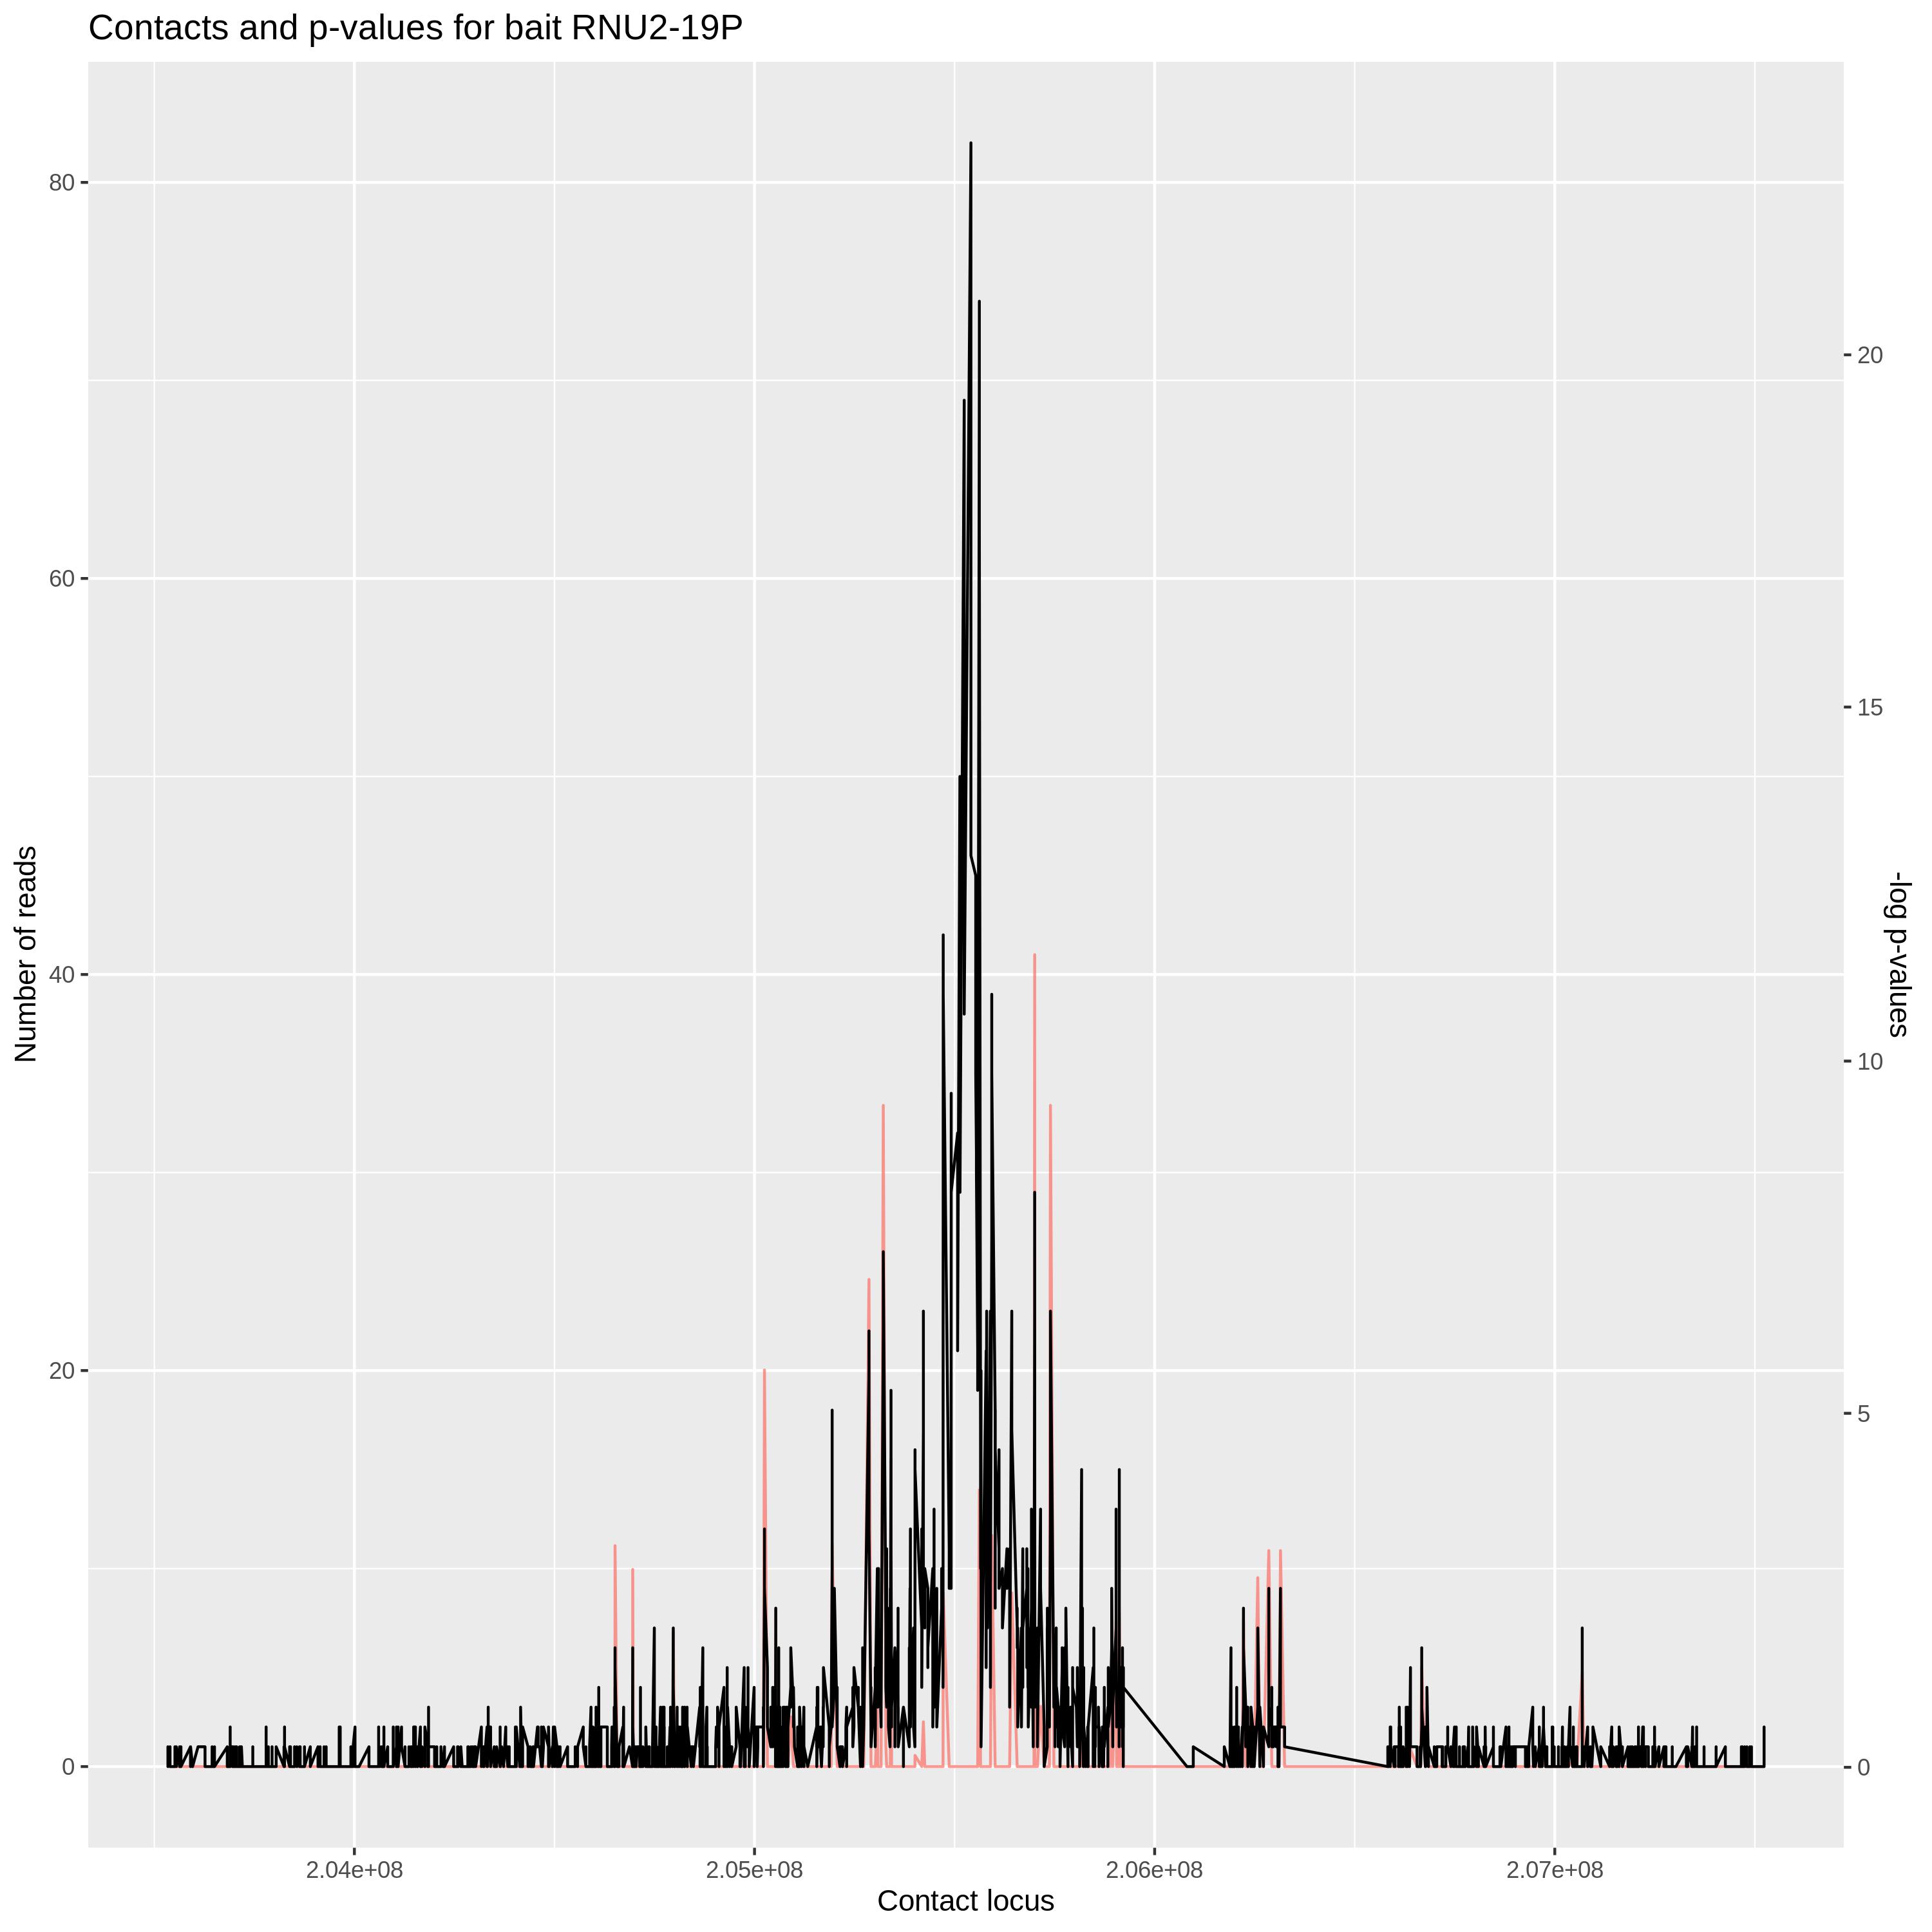 Contacts and p-values for bait RNU2-19P
80
60
40
20
0
20
15
10
5
0
Number of reads
-log p-values
2.04e+08
2.05e+08
2.06e+08
2.07e+08
Contact locus